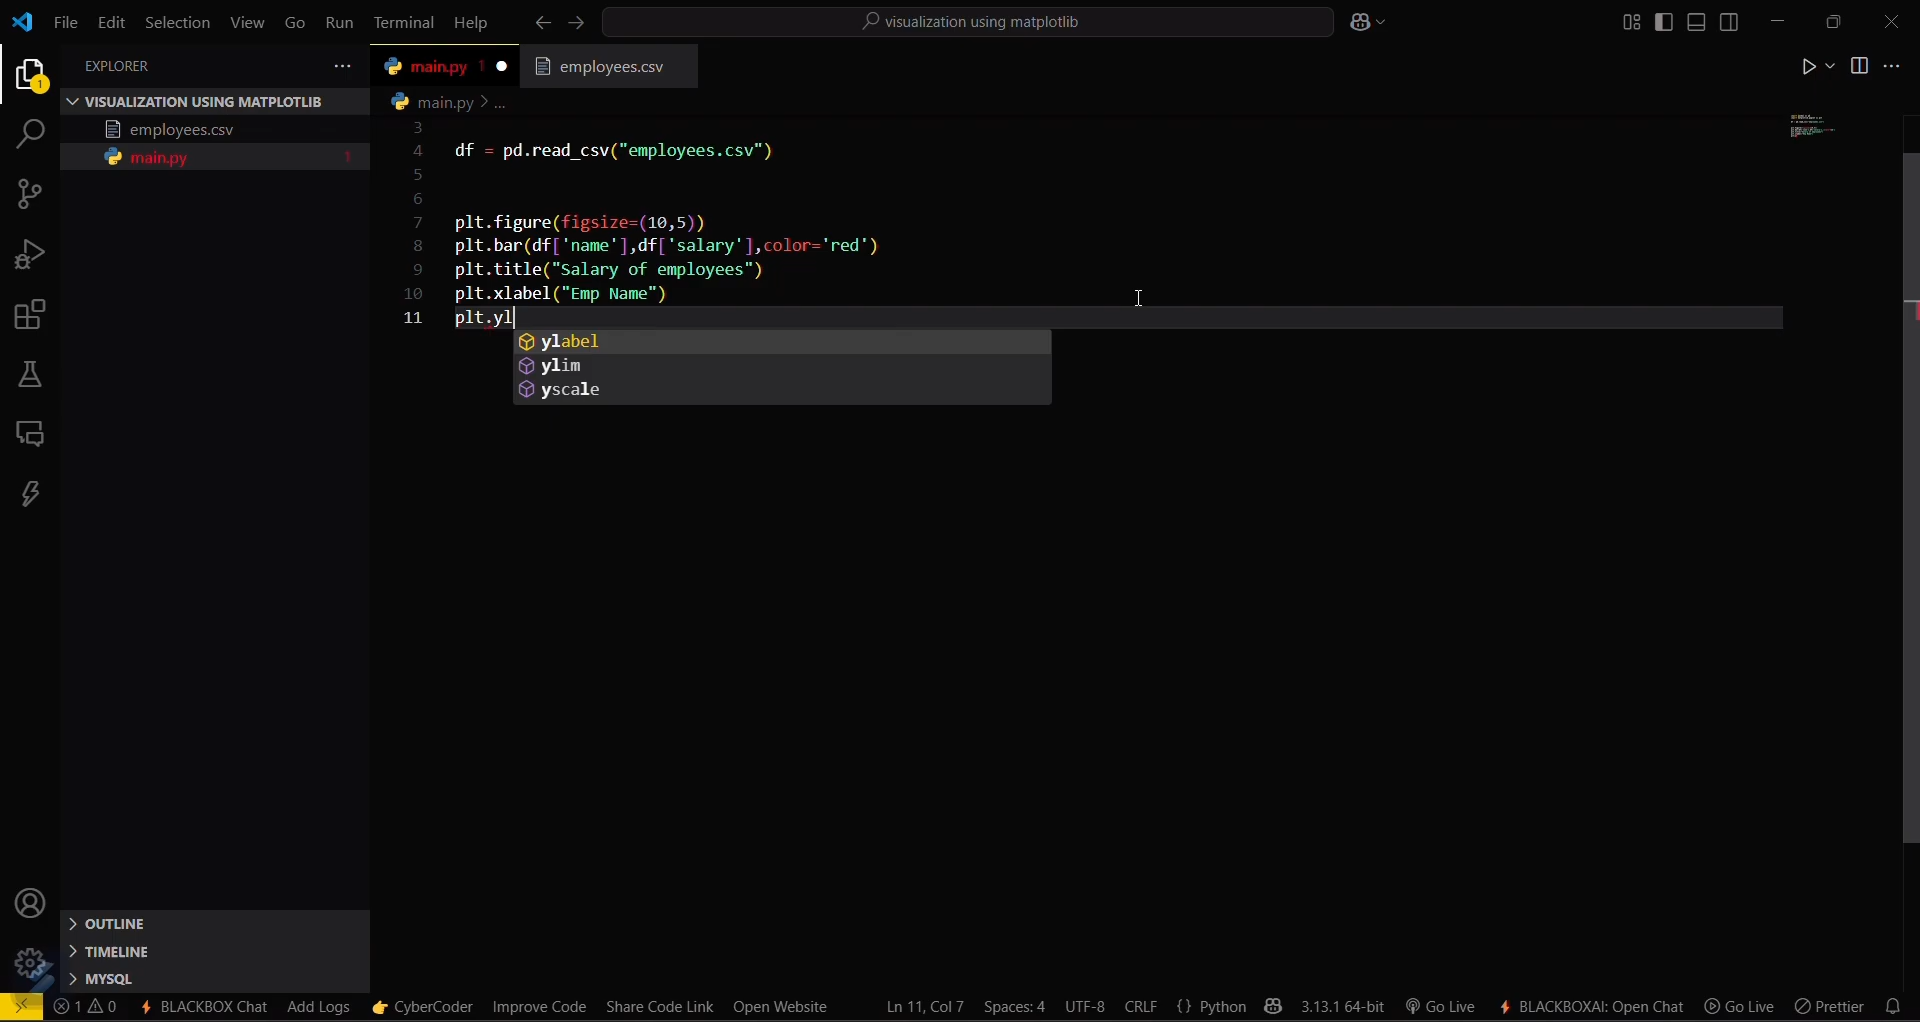 File Edit Selection View Go Run Terminal Help
visualization using matplotlib
1
EXPLORER
main.py 1
employees.csv
VISUALIZATION USING MATPLOTLIB
main.py > ...
employees.csv
main.py 1
3
4 df = pd.read_csv("employees.csv")
5
6
7 plt.figure(figsize=(10,5))
8 plt.bar(df['name'],df['salary'],color='red')
9 plt.title("Salary of employees")
10 plt.xlabel("Emp Name")
11 plt.yl
ylabel
ylim
yscale
OUTLINE
TIMELINE
MYSQL
1 0 BLACKBOX Chat Add Logs CyberCoder Improve Code Share Code Link Open Website Ln 11, Col 7 Spaces: 4 UTF-8 CRLF {} Python 3.13.1 64-bit Go Live BLACKBOXAI: Open Chat Go Live Prettier